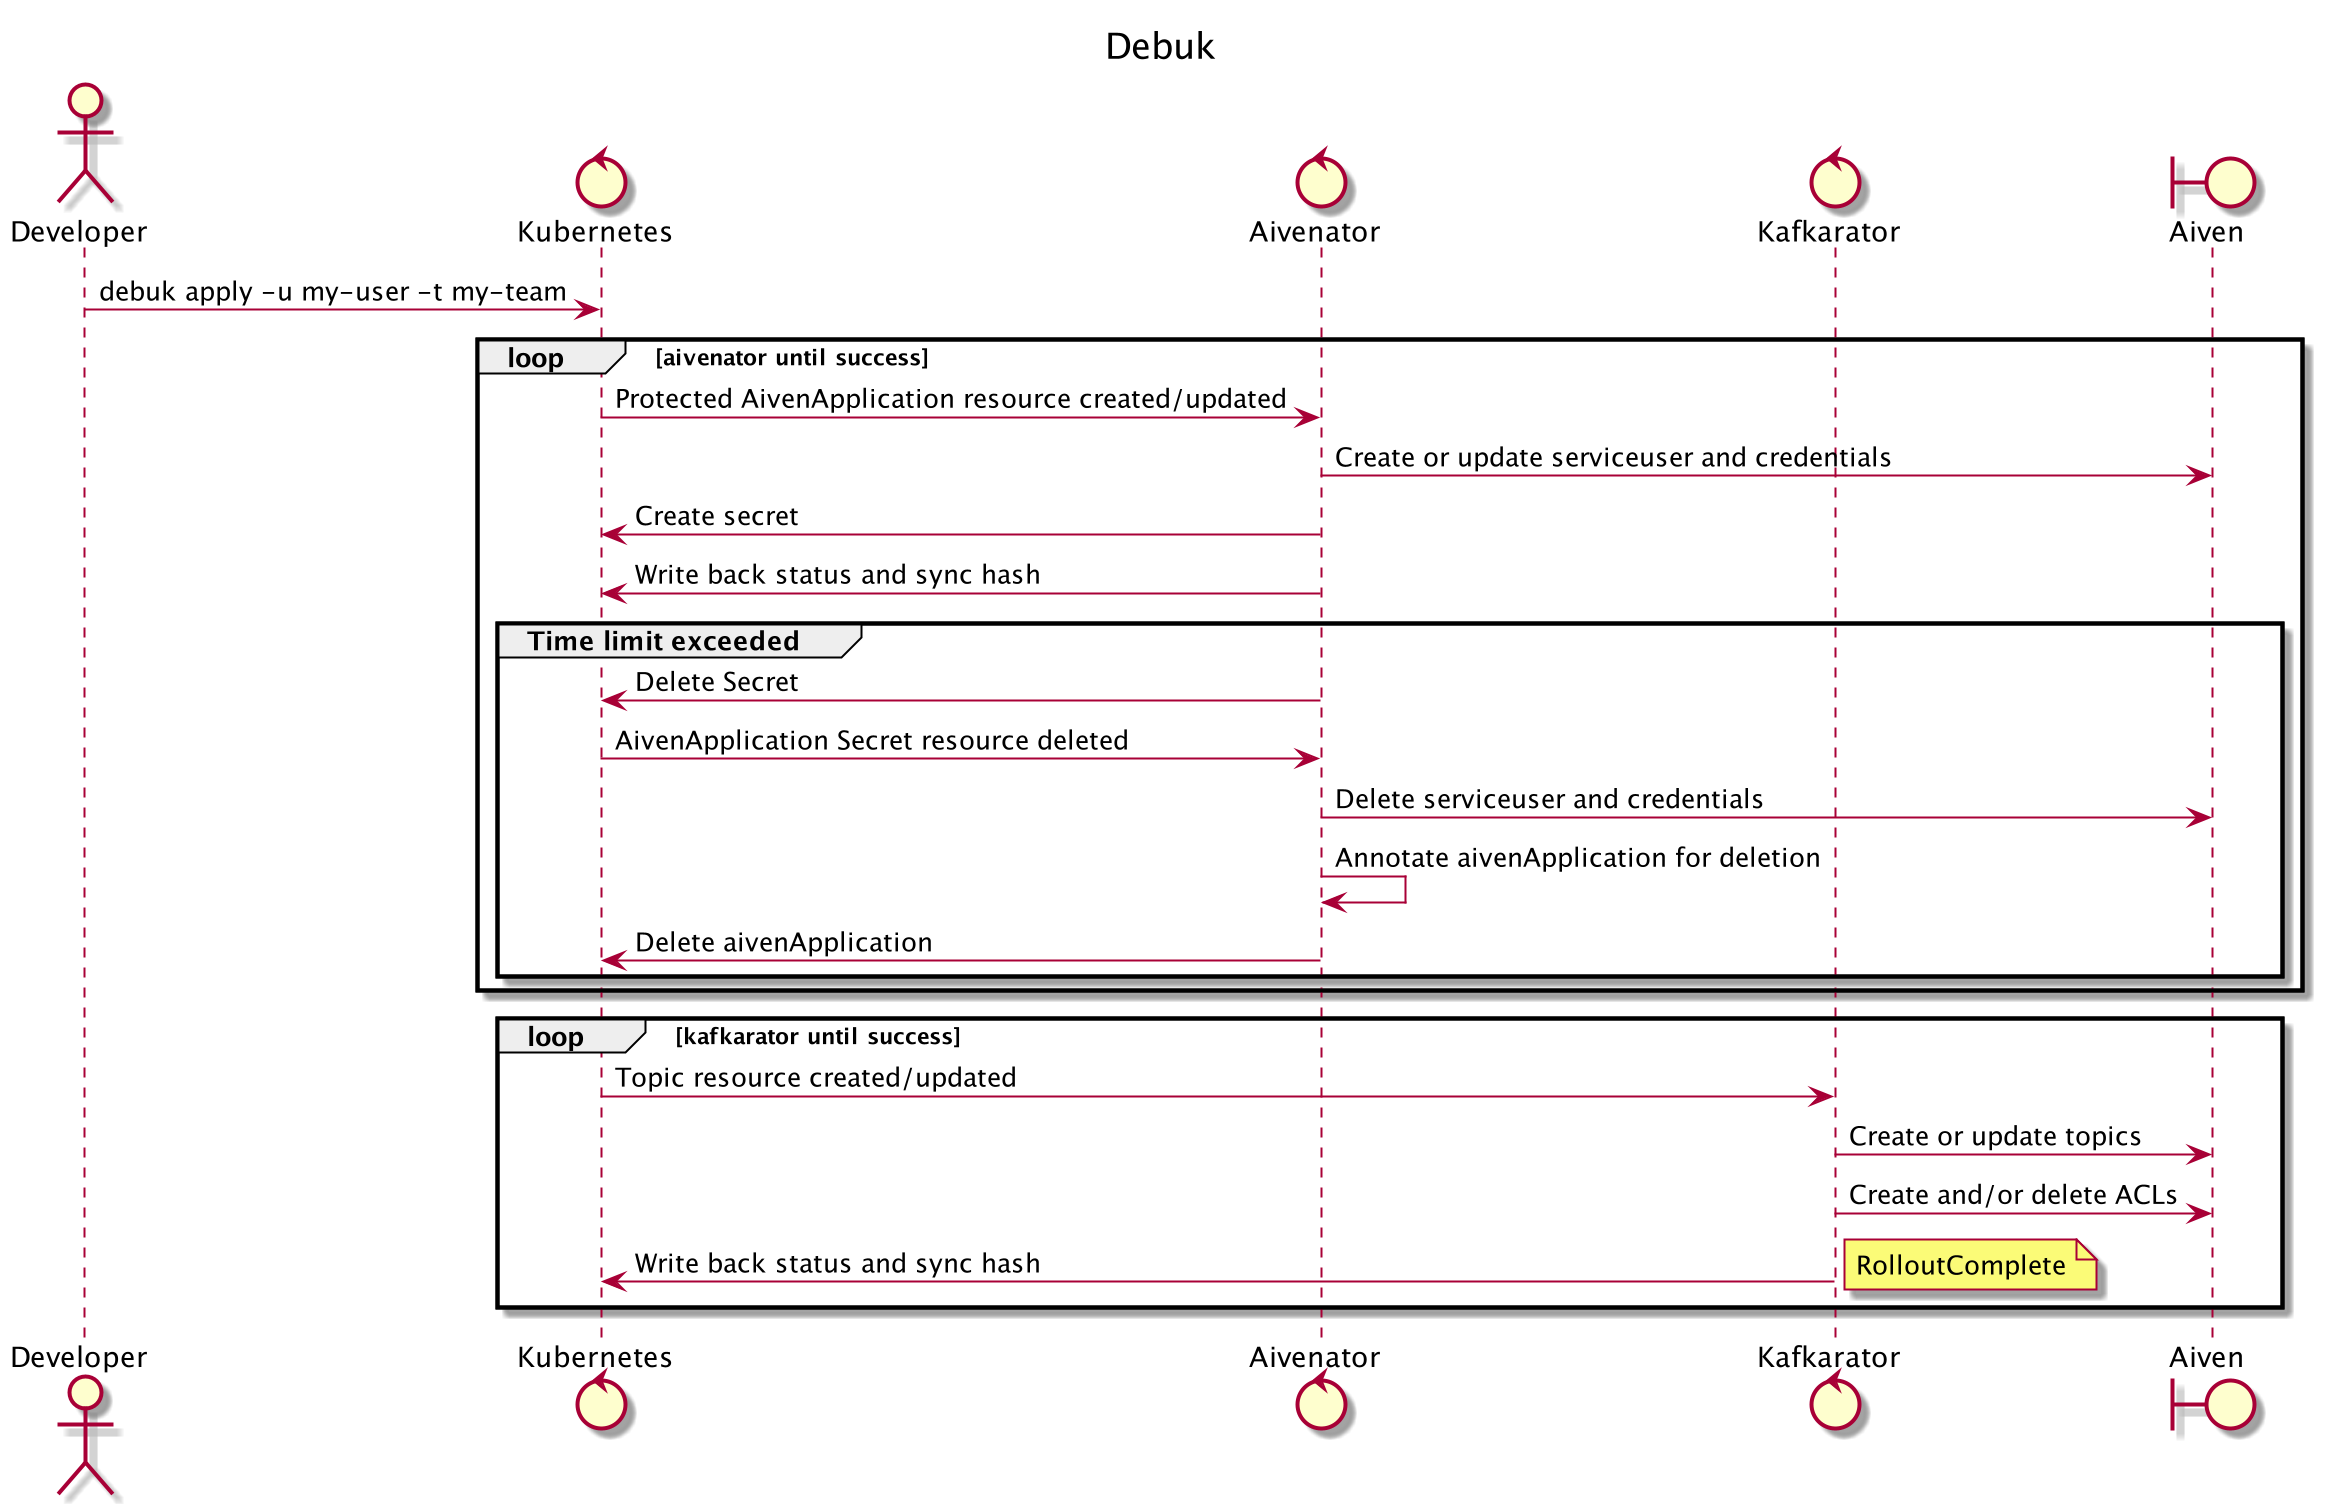 Debuk
Developer
Kubernetes
Aivenator
Kafkarator
Aiven
debuk apply -u my-user -t my-team
loop [aivenator until success]
Protected AivenApplication resource created/updated
Create or update serviceuser and credentials
Create secret
Write back status and sync hash
Time limit exceeded
Delete Secret
AivenApplication Secret resource deleted
Delete serviceuser and credentials
Annotate aivenApplication for deletion
Delete aivenApplication
loop [kafkarator until success]
Topic resource created/updated
Create or update topics
Create and/or delete ACLs
Write back status and sync hash
RolloutComplete
Developer
Kubernetes
Aivenator
Kafkarator
Aiven